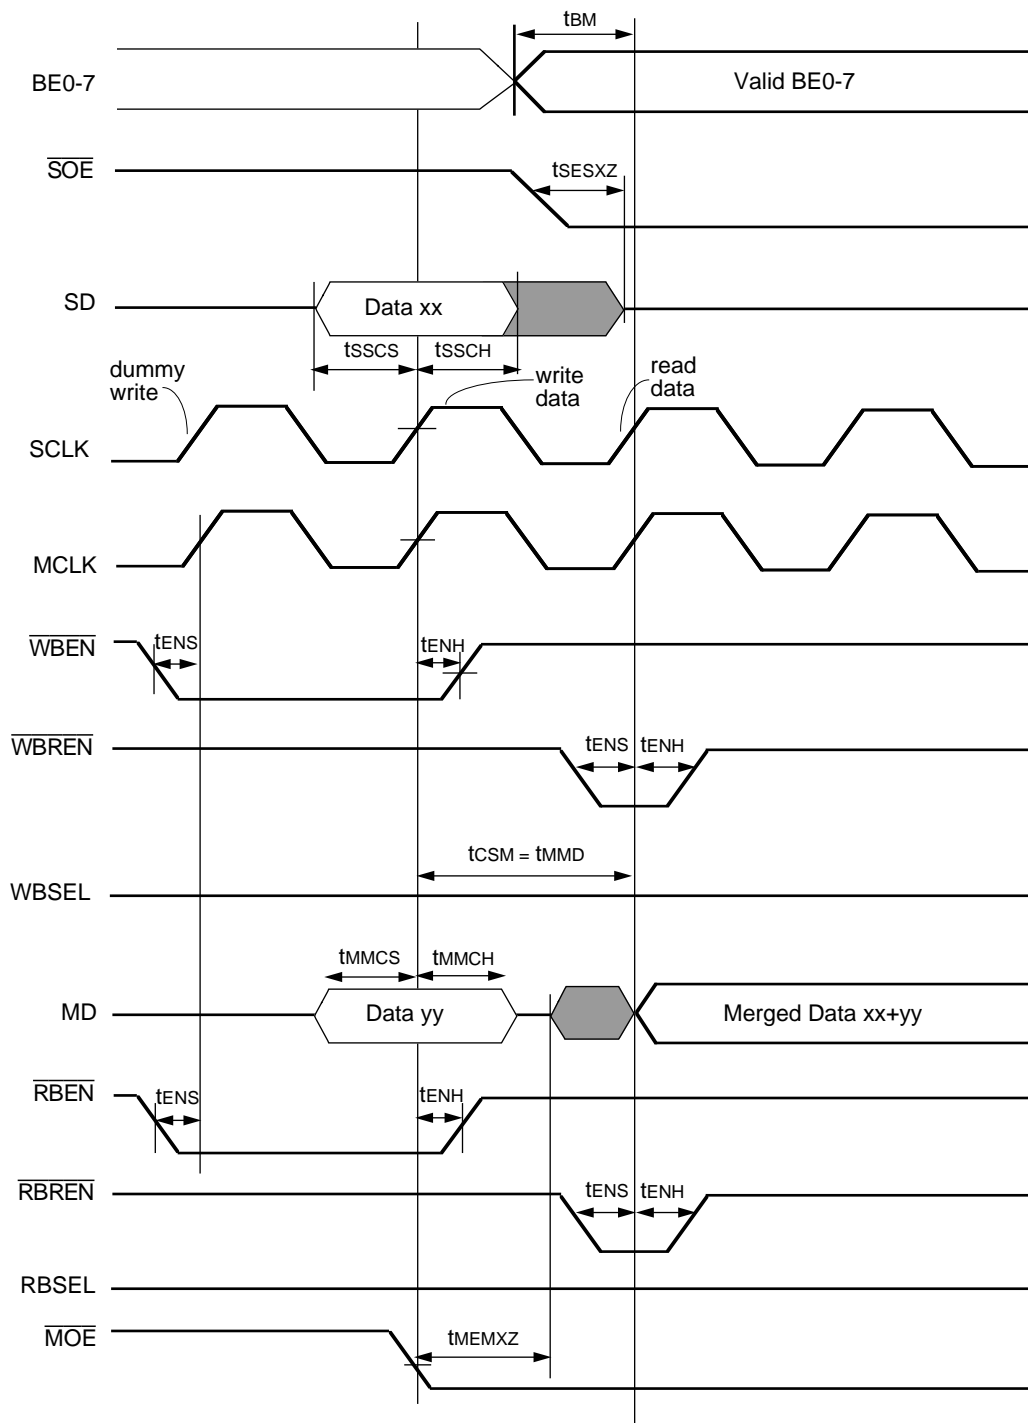 tBM
BE0-7
Valid BE0-7
SOE
tSESXZ
SD
Data xx
tSSCS
tSSCH
dummy
write
write
data
read
data
SCLK
MCLK
WBEN
tENS
tENH
WBREN
tENS
tENH
tCSM = tMMD
WBSEL
tMMCS
tMMCH
MD
Data yy
Merged Data xx+yy
RBEN
tENS
tENH
RBREN
tENS
tENH
RBSEL
MOE
tMEMXZ